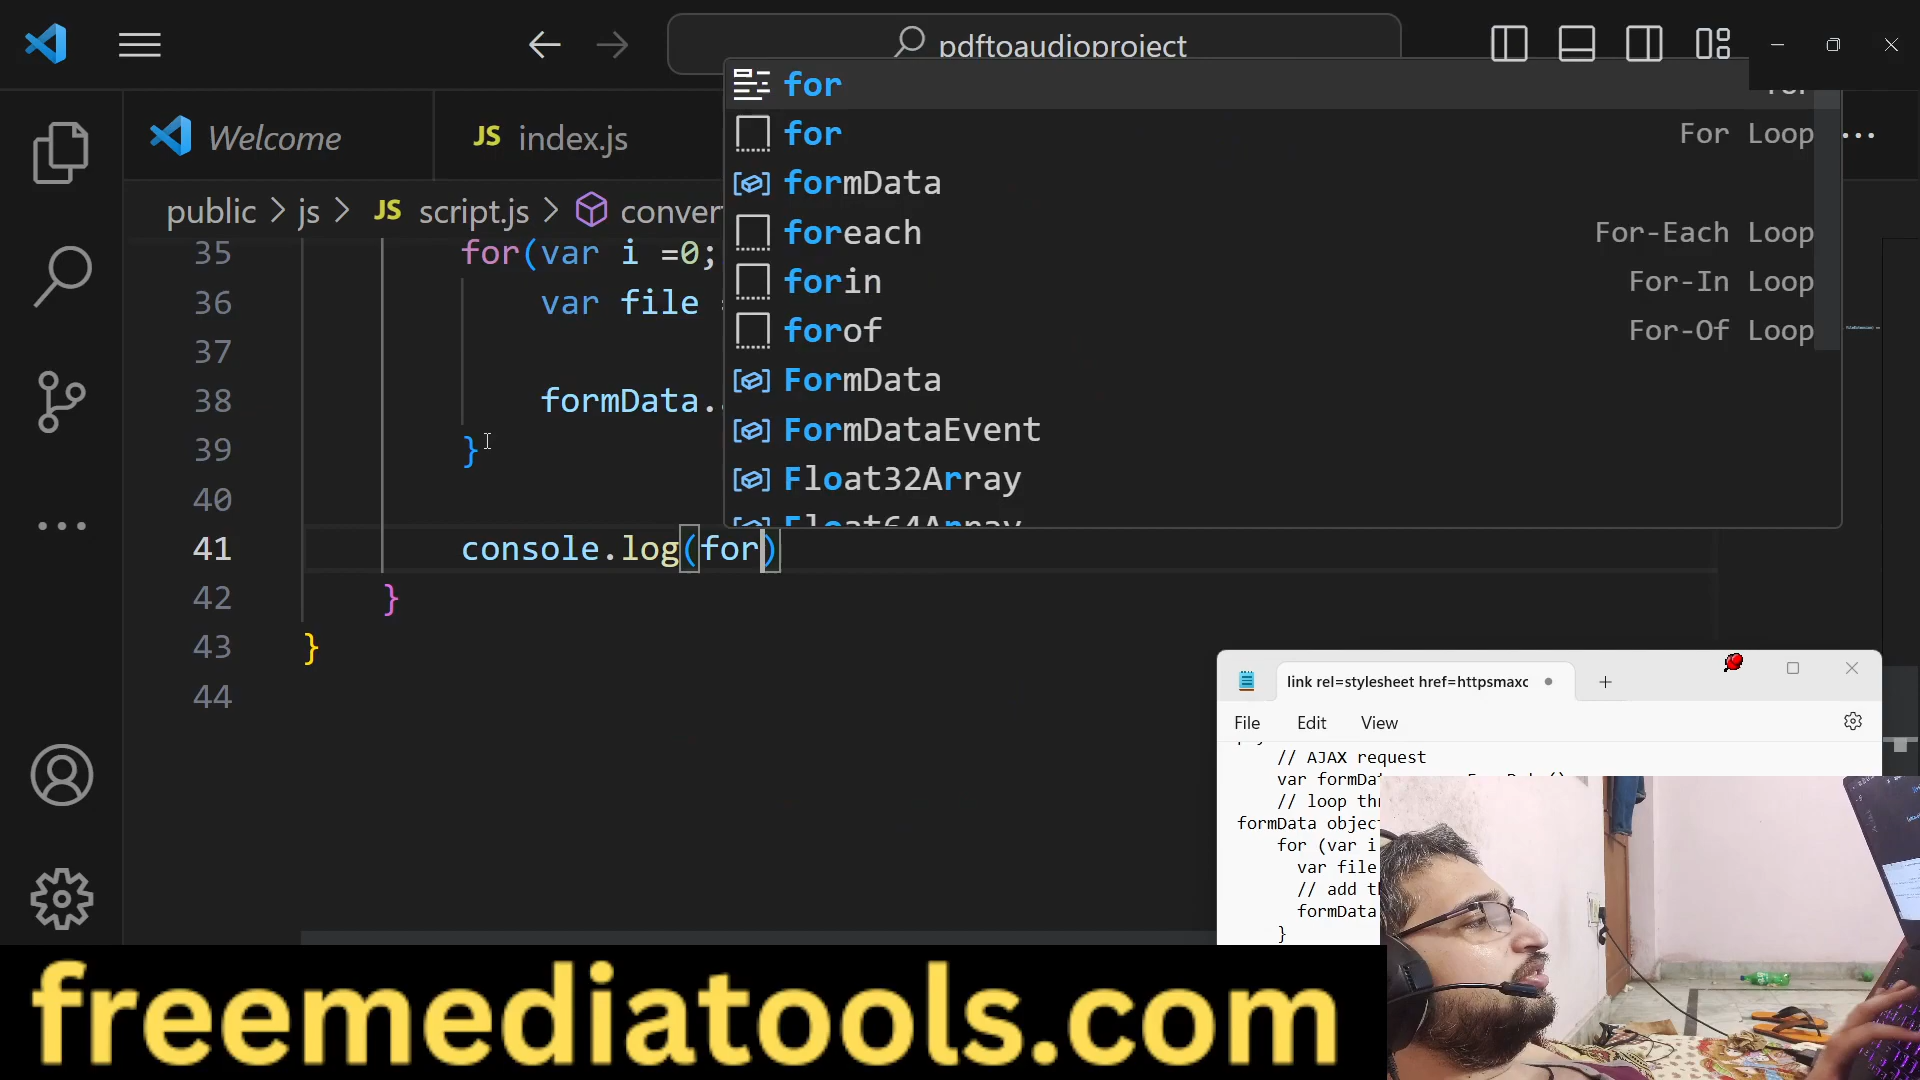 pdftoaudioproject
Welcome
JS index.js
public > js > JS script.js > conver
for
for For Loop
formData
foreach For-Each Loop
forin For-In Loop
forof For-Of Loop
FormData
FormDataEvent
Float32Array
Float64Array
35 for(var i =0;
36 var file
37
38 formData.
39 }
40
41 console.log(for)
42 }
43 }
44
link rel=stylesheet href=httpsmaxc
File Edit View
// AJAX request
var formDat
// loop thr
formData objec
for (var i
var file
// add th
formData
}
freemediatools.com